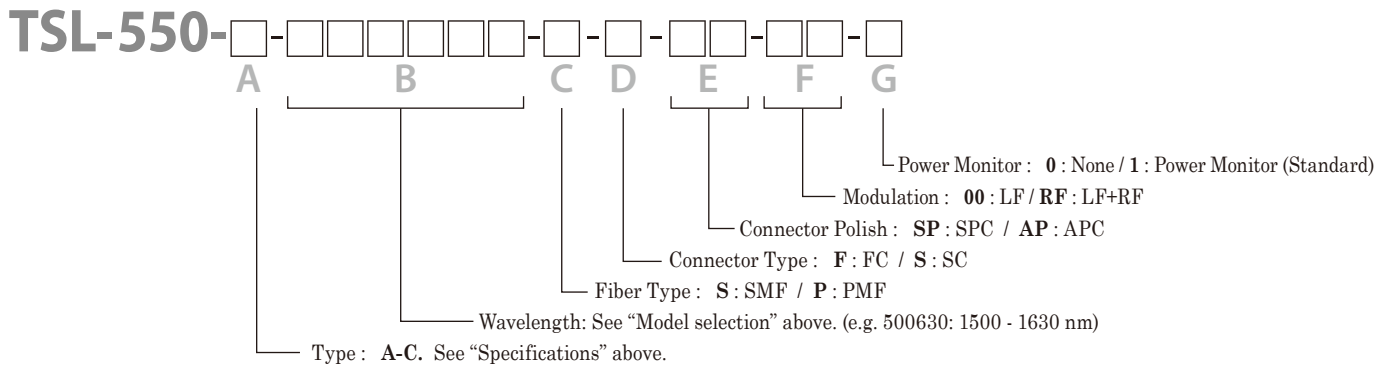 TSL-550-□-□□□□□□-□-□-□□-□□-□
A B C D E F G
Power Monitor : 0 : None / 1 : Power Monitor (Standard)
Modulation : 00 : LF / RF : LF+RF
Connector Polish : SP : SPC / AP : APC
Connector Type : F : FC / S : SC
Fiber Type : S : SMF / P : PMF
Wavelength: See “Model selection” above. (e.g. 500630: 1500 - 1630 nm)
Type : A-C. See “Specifications” above.